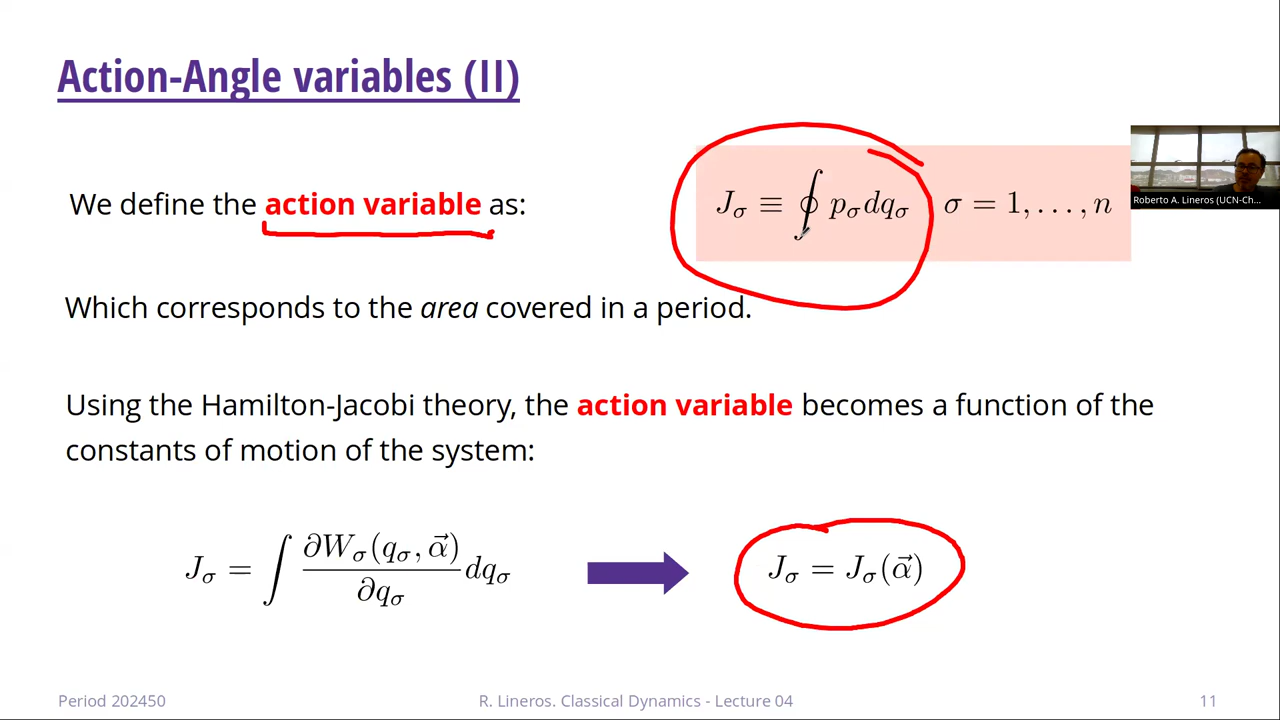 Action-Angle variables (II)
We define the action variable as:
J_σ ≡ ∮ p_σ dq_σ   σ = 1, . . . , n
Roberto A. Lineros (UCN-Ch...
Which corresponds to the area covered in a period.
Using the Hamilton-Jacobi theory, the action variable becomes a function of the
constants of motion of the system:
J_σ = ∫ ∂W_σ(q_σ, α⃗)/∂q_σ dq_σ   J_σ = J_σ(α⃗)
Period 202450   R. Lineros. Classical Dynamics - Lecture 04   11